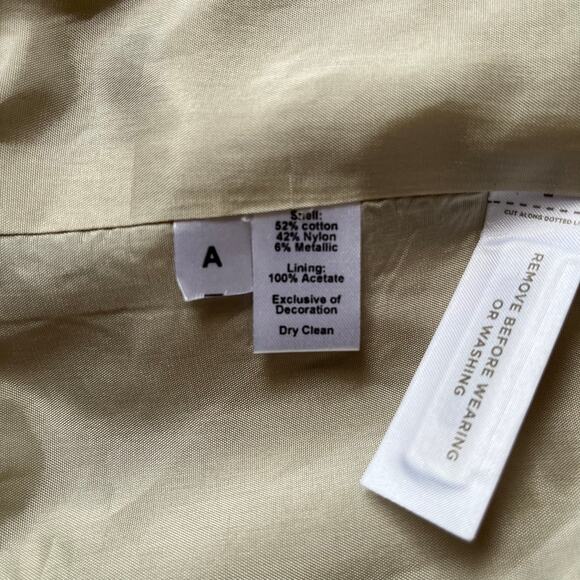 A
Shell:
52% cotton
42% Nylon
6% Metallic
Lining:
100% Acetate
Exclusive of
Decoration
Dry Clean
CUT ALONG DOTTED
REMOVE BEFORE WEARING
OR WASHING